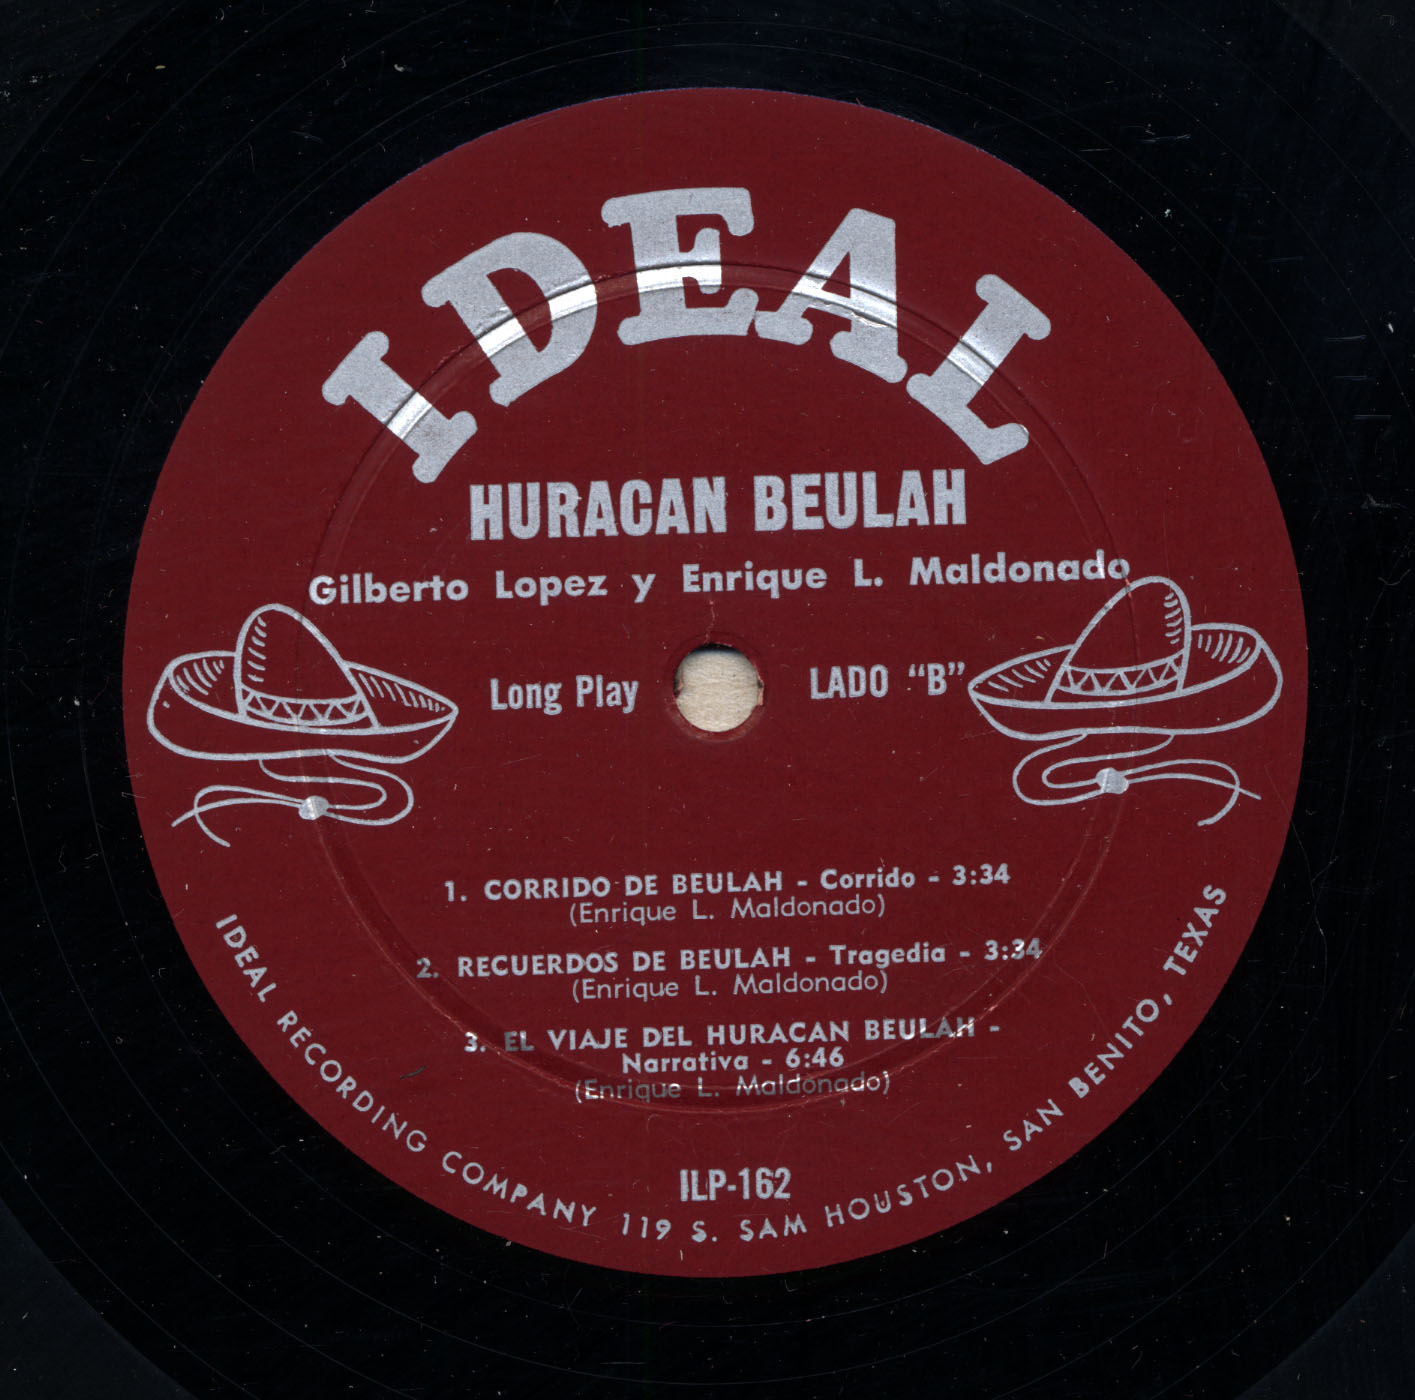 IDEAL
HURACAN BEULAH
Gilberto Lopez y Enrique L. Maldonado
Long Play LADO "B"
1. CORRIDO DE BEULAH - Corrido - 3:34
(Enrique L. Maldonado)
2. RECUERDOS DE BEULAH - Tragedia - 3:34
(Enrique L. Maldonado)
3. EL VIAJE DEL HURACAN BEULAH -
Narrativa - 6:46
(Enrique L. Maldonado)
ILP-162
IDEAL RECORDING COMPANY 119 S. SAM HOUSTON, SAN BENITO, TEXAS